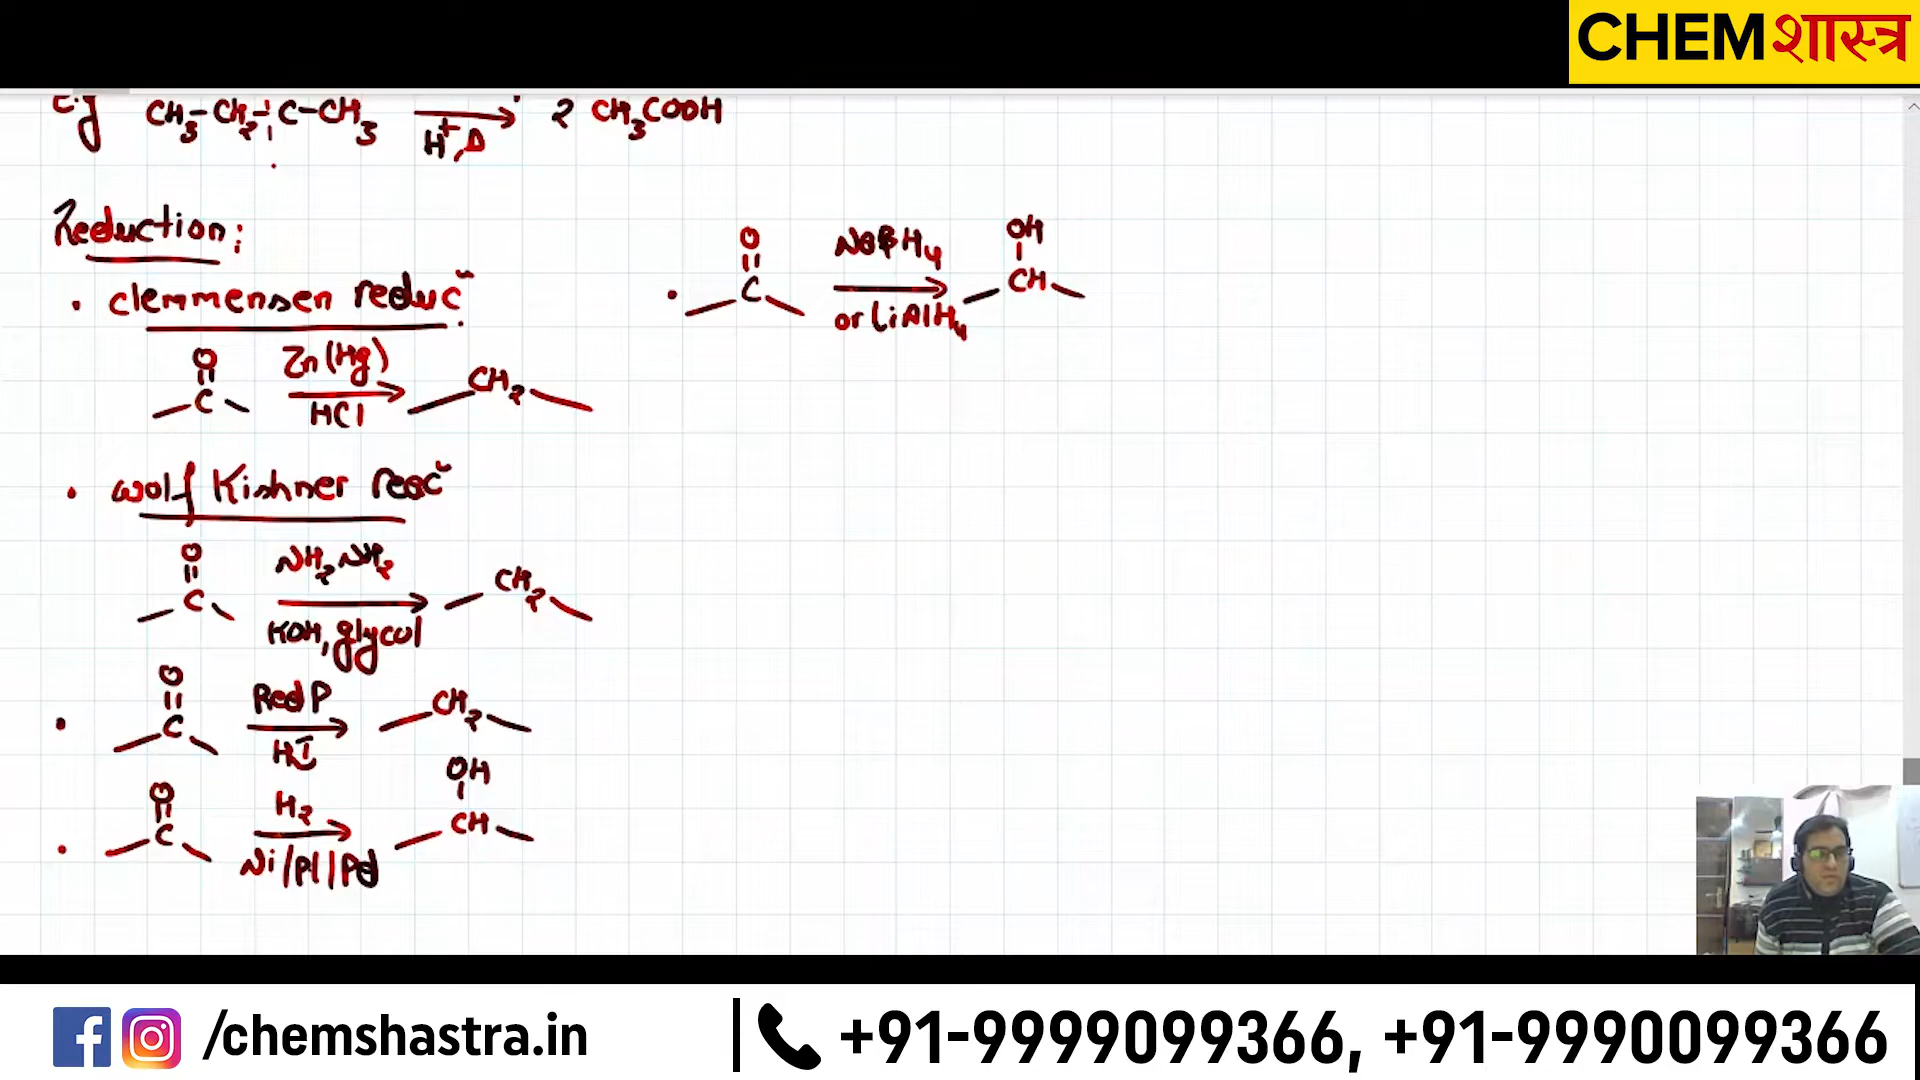 CHEMशास्त्र
e.g CH3-CH2-C-CH3 → 2 CH3COOH
H+, Δ
Reduction:
• Clemmensen reducn
O
Zn(Hg)
C → CH2
HCl
• wolf Kishner reacn
O
NH2NH2
C → CH2
KOH, glycol
O
Red P
• C → CH2
HI
OH
O
H2
• C → CH
Ni/Pt/Pd
OH
O
NaBH4
• C → CH
or LiAlH4
/chemshastra.in
+91-9999099366, +91-9990099366